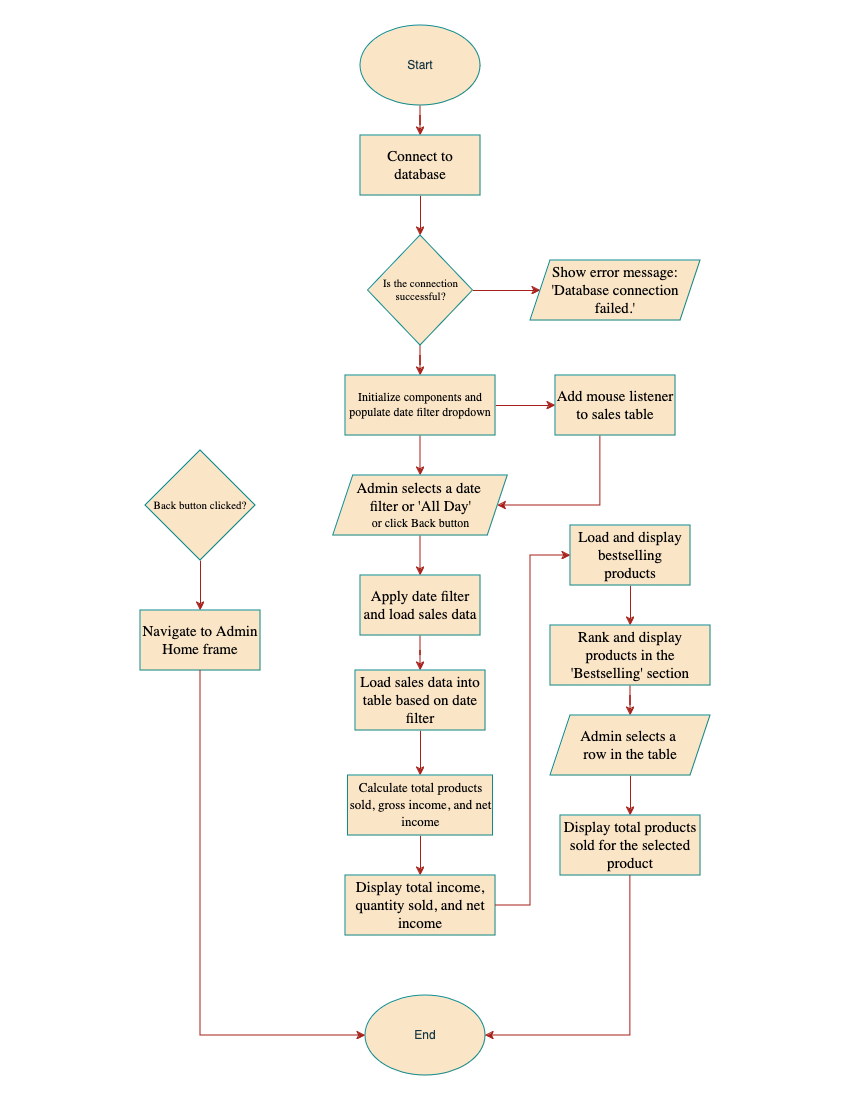 Start
Connect to
database
Is the connection
successful?
Show error message:
'Database connection
failed.'
Initialize components and
populate date filter dropdown
Add mouse listener
to sales table
Admin selects a date
filter or 'All Day'
or click Back button
Back button clicked?
Navigate to Admin
Home frame
Apply date filter
and load sales data
Load sales data into
table based on date
filter
Calculate total products
sold, gross income, and net
income
Display total income,
quantity sold, and net
income
Load and display
bestselling
products
Rank and display
products in the
'Bestselling' section
Admin selects a
row in the table
Display total products
sold for the selected
product
End